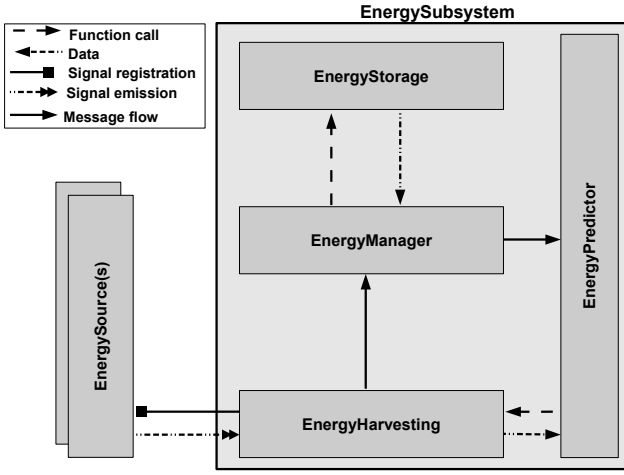 EnergySubsystem
Function call
Data
Signal registration
Signal emission
Message flow
EnergyStorage
EnergyManager
EnergyPredictor
EnergySource(s)
EnergyHarvesting